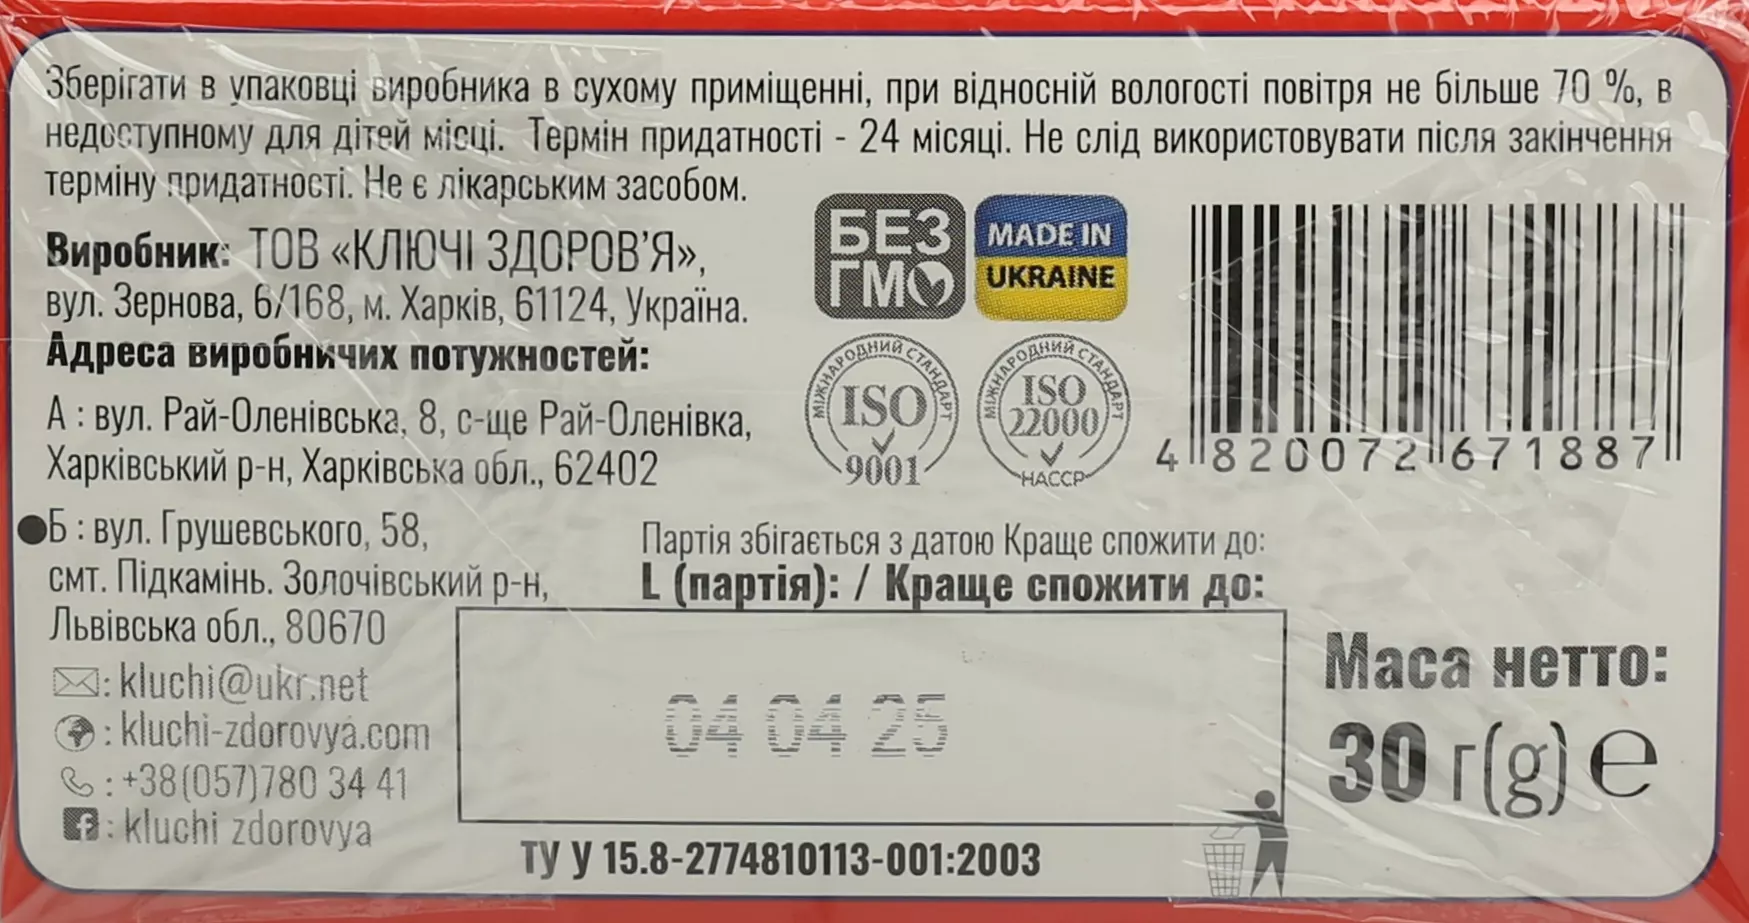 Зберігати в упаковці виробника в сухому приміщенні, при відносній вологості повітря не більше 70 %, в
недоступному для дітей місці. Термін придатності - 24 місяці. Не слід використовувати після закінчення
терміну придатності. Не є лікарським засобом.
Виробник: ТОВ «КЛЮЧІ ЗДОРОВ’Я»,
вул. Зернова, 6/168, м. Харків, 61124, Україна.
Адреса виробничих потужностей:
А : вул. Рай-Оленівська, 8, с-ще Рай-Оленівка,
Харківський р-н, Харківська обл., 62402
Б : вул. Грушевського, 58,
смт. Підкамінь. Золочівський р-н,
Львівська обл., 80670
: kluchi@ukr.net
: kluchi-zdorovya.com
: +38(057)780 34 41
: kluchi zdorovya
БЕЗ
ГМО
MADE IN
UKRAINE
МІЖНАРОДНИЙ СТАНДАРТ
ISO
9001
МІЖНАРОДНИЙ СТАНДАРТ
ISO
22000
HACCP
4 820072 671887
Партія збігається з датою Краще спожити до:
L (партія): / Краще спожити до:
04 04 25
ТУ У 15.8-2774810113-001:2003
Маса нетто:
30 г(g) e